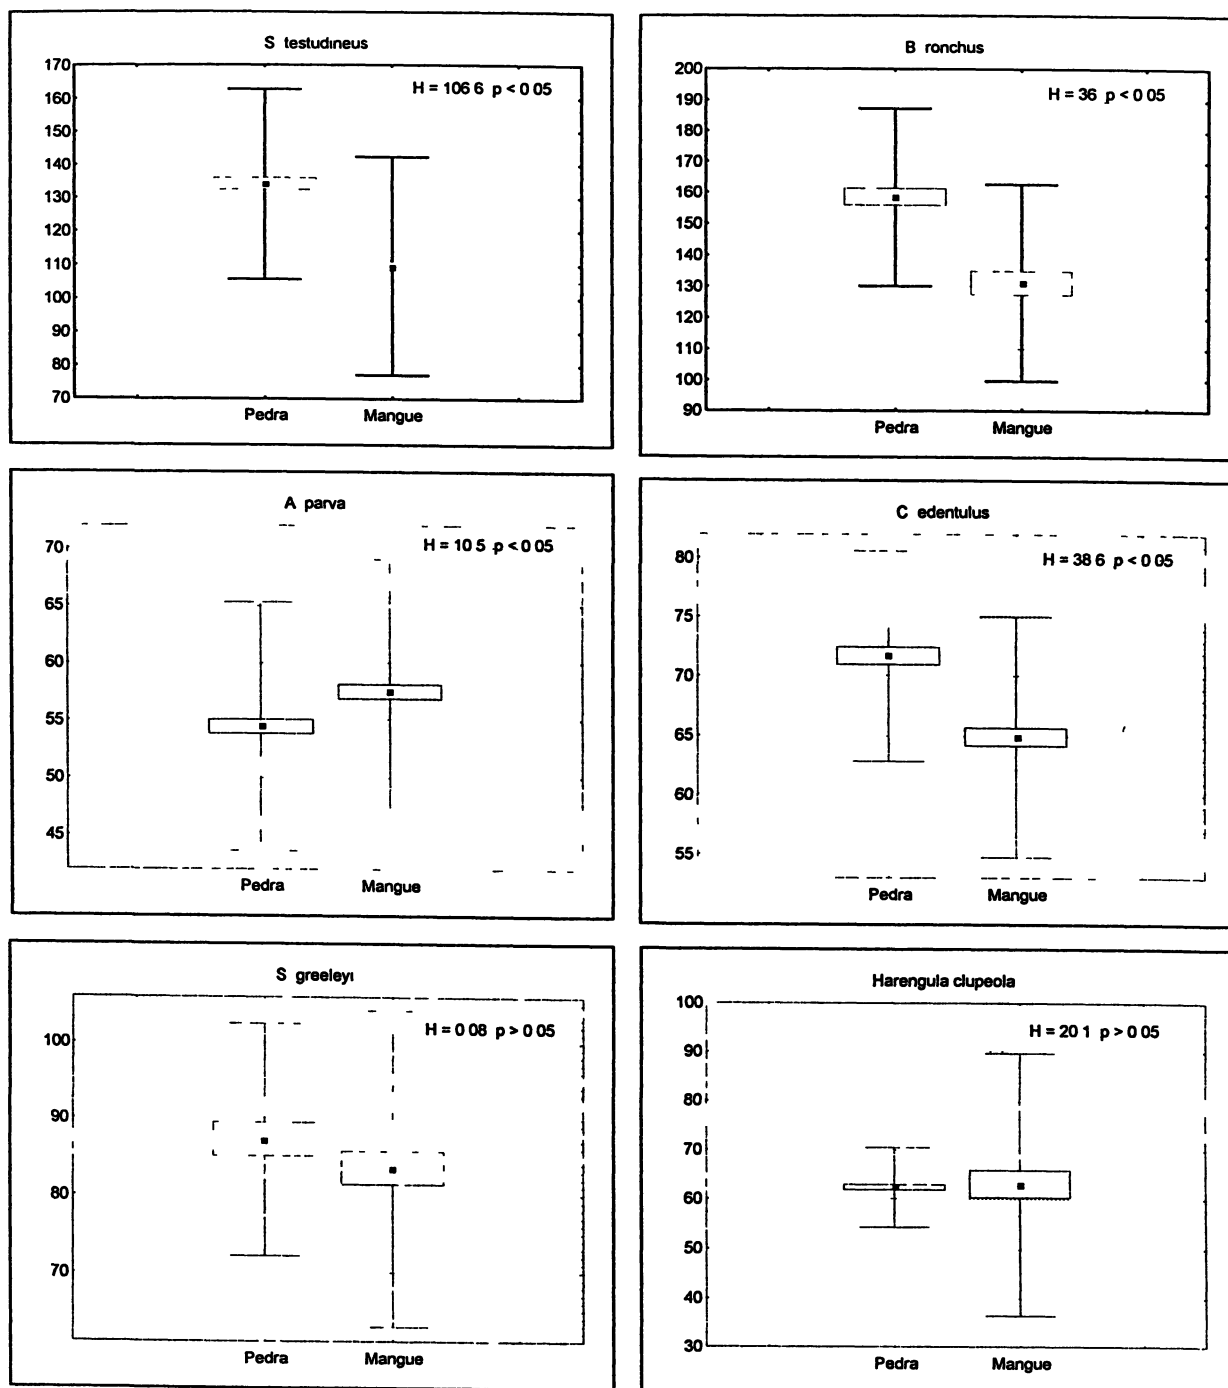 S testudineus
H = 106 6 p < 0 05
170
160
150
140
130
120
110
100
90
80
70
Pedra Mangue
B ronchus
H = 36 p < 0 05
200
190
180
170
160
150
140
130
120
110
100
90
Pedra Mangue
A parva
H = 10 5 p < 0 05
70
65
60
55
50
45
Pedra Mangue
C edentulus
H = 38 6 p < 0 05
80
75
70
65
60
55
Pedra Mangue
S greeleyi
H = 0 08 p > 0 05
100
90
80
70
Pedra Mangue
Harengula clupeola
H = 20 1 p > 0 05
100
90
80
70
60
50
40
30
Pedra Mangue